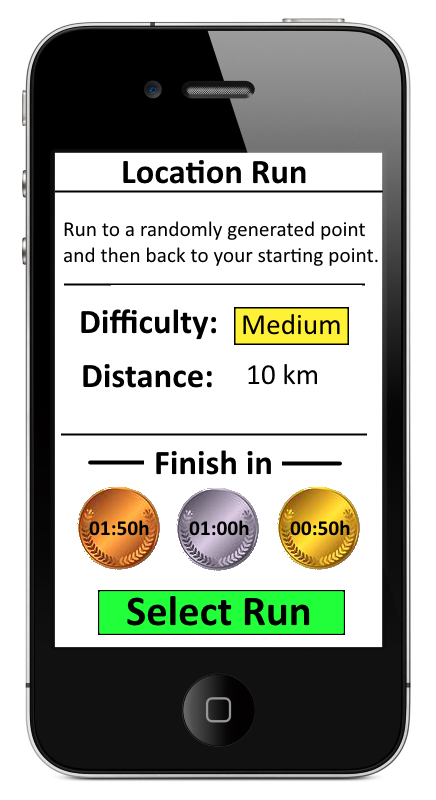 Location Run
Run to a randomly generated point
and then back to your starting point.
Difficulty: Medium
Distance: 10 km
Finish in
01:50h 01:00h 00:50h
Select Run